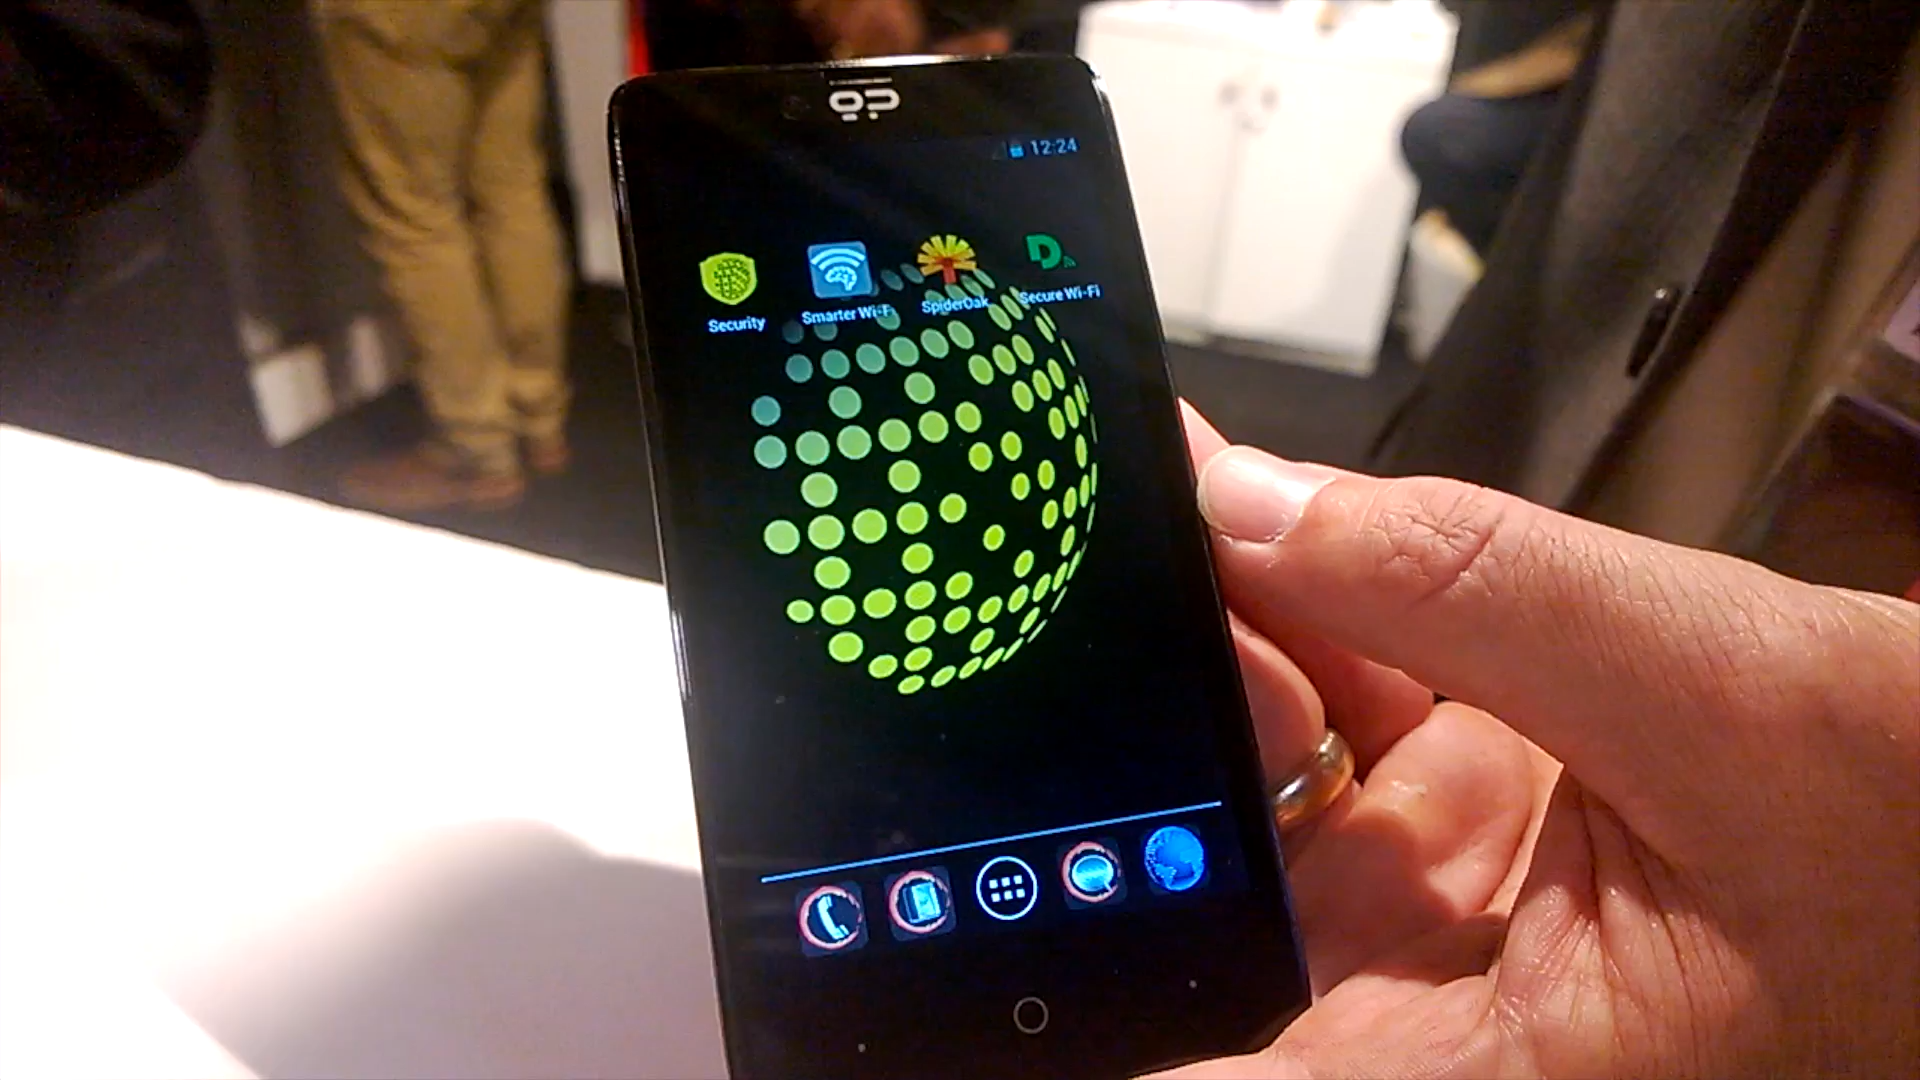 12:24
Security
Smarter Wi-Fi
SpiderOak
D
Secure Wi-Fi